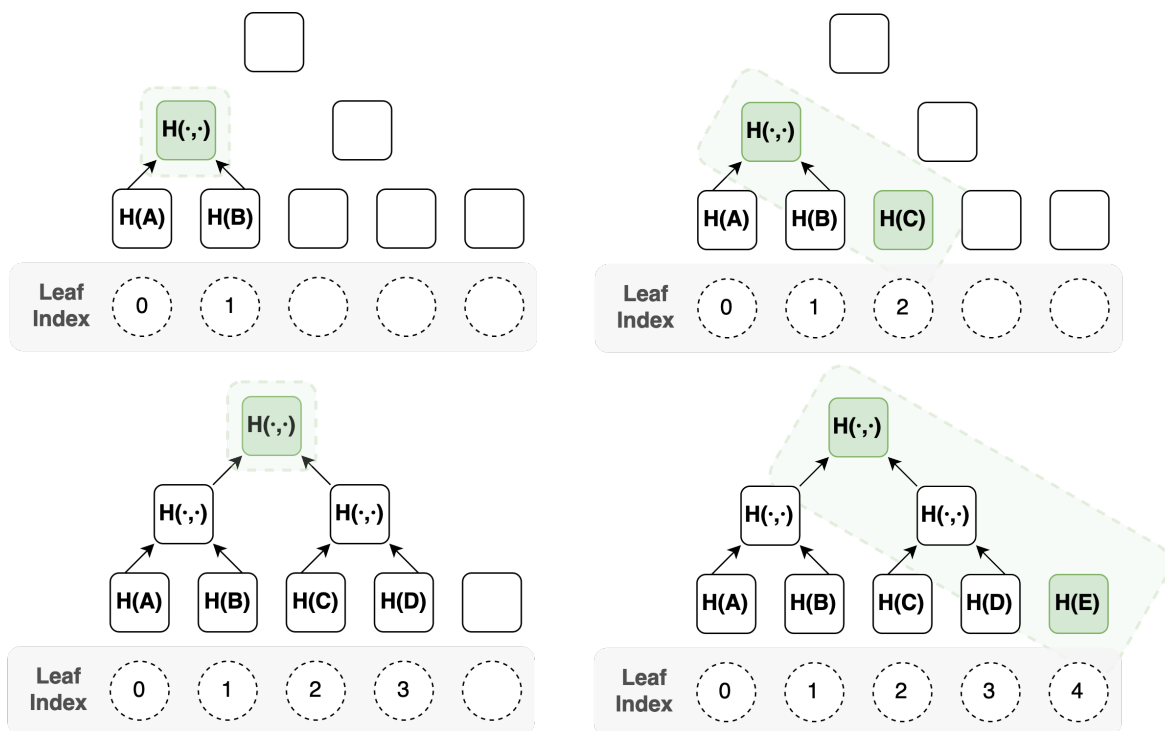 H(·,·)
H(A) H(B)
Leaf Index 0 1
H(·,·)
H(A) H(B) H(C)
Leaf Index 0 1 2
H(·,·)
H(·,·) H(·,·)
H(A) H(B) H(C) H(D)
Leaf Index 0 1 2 3
H(·,·)
H(·,·) H(·,·)
H(A) H(B) H(C) H(D) H(E)
Leaf Index 0 1 2 3 4